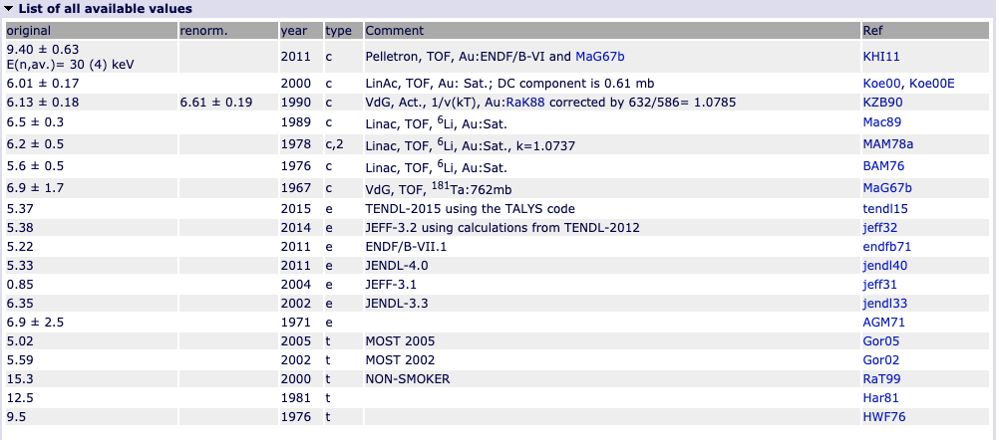 ▼ List of all available values
original renorm. year type Comment Ref
9.40 ± 0.63
E(n,av.)= 30 (4) keV 2011 c Pelletron, TOF, Au:ENDF/B-VI and MaG67b KHI11
6.01 ± 0.17 2000 c LinAc, TOF, Au: Sat.; DC component is 0.61 mb Koe00, Koe00E
6.13 ± 0.18 6.61 ± 0.19 1990 c VdG, Act., 1/v(kT), Au:RaK88 corrected by 632/586= 1.0785 KZB90
6.5 ± 0.3 1989 c Linac, TOF, ⁶Li, Au:Sat. Mac89
6.2 ± 0.5 1978 c,2 Linac, TOF, ⁶Li, Au:Sat., k=1.0737 MAM78a
5.6 ± 0.5 1976 c Linac, TOF, ⁶Li, Au:Sat. BAM76
6.9 ± 1.7 1967 c VdG, TOF, ¹⁸¹Ta:762mb MaG67b
5.37 2015 e TENDL-2015 using the TALYS code tendl15
5.38 2014 e JEFF-3.2 using calculations from TENDL-2012 jeff32
5.22 2011 e ENDF/B-VII.1 endfb71
5.33 2011 e JENDL-4.0 jendl40
0.85 2004 e JEFF-3.1 jeff31
6.35 2002 e JENDL-3.3 jendl33
6.9 ± 2.5 1971 e AGM71
5.02 2005 t MOST 2005 Gor05
5.59 2002 t MOST 2002 Gor02
15.3 2000 t NON-SMOKER RaT99
12.5 1981 t Har81
9.5 1976 t HWF76